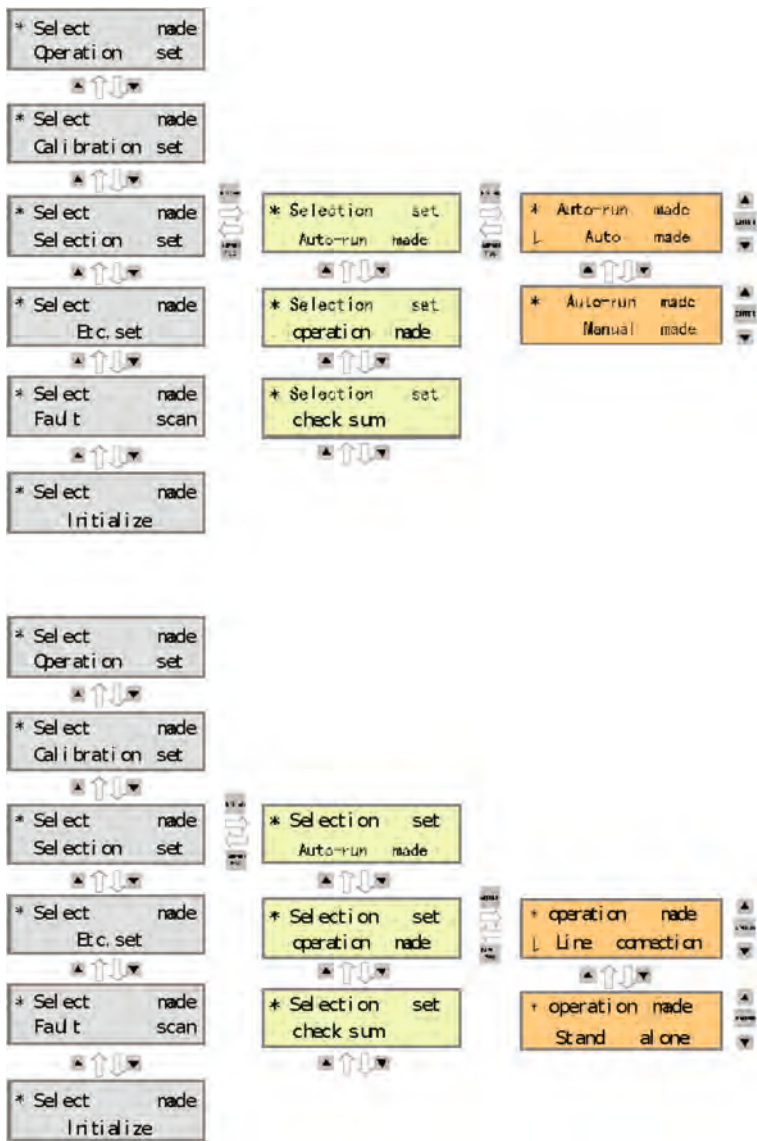 * Select made
Operation set
* Select made
Calibration set
* Select made
Selection set
* Select made
Etc. set
* Select made
Fault scan
* Select made
Initialize
* Selection set
Auto-run made
* Selection set
operation made
* Selection set
check sum
* Auto-run made
Auto made
* Auto-run made
Manual made
* Select made
Operation set
* Select made
Calibration set
* Select made
Selection set
* Select made
Etc. set
* Select made
Fault scan
* Select made
Initialize
* Selection set
Auto-run made
* Selection set
operation made
* Selection set
check sum
* operation made
Line connection
* operation made
Stand alone